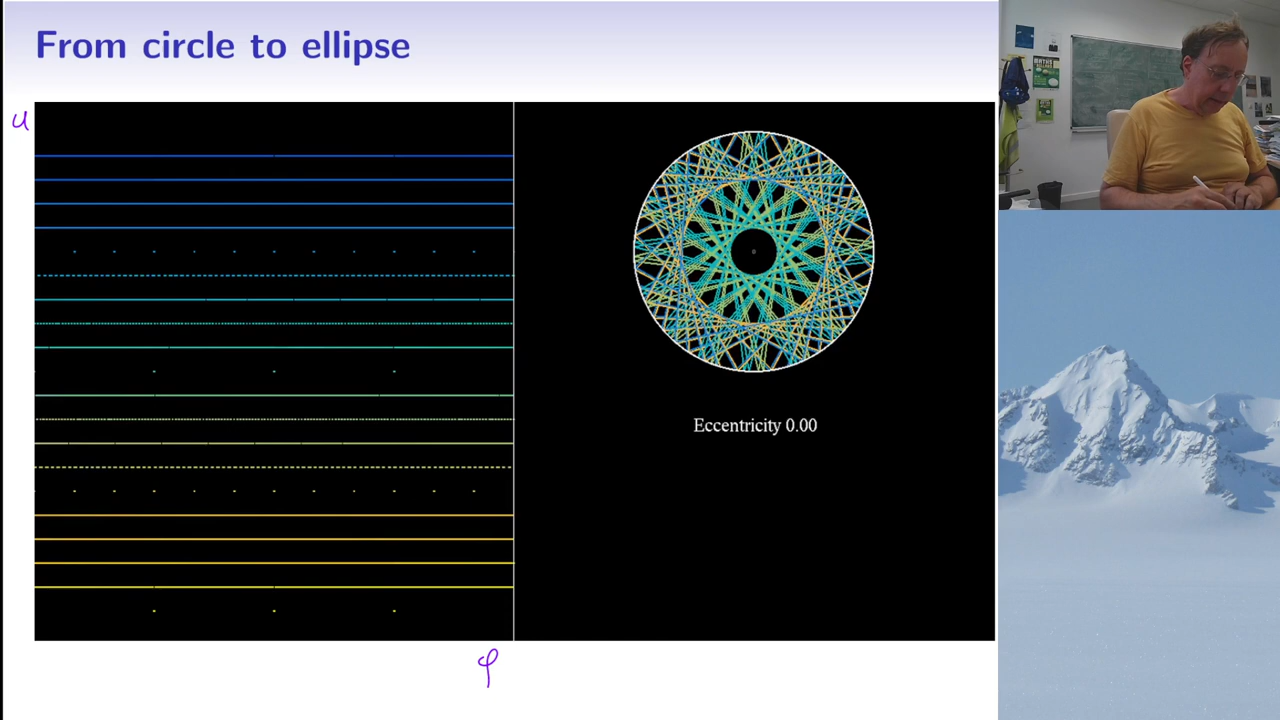 From circle to ellipse
u
Eccentricity 0.00
φ